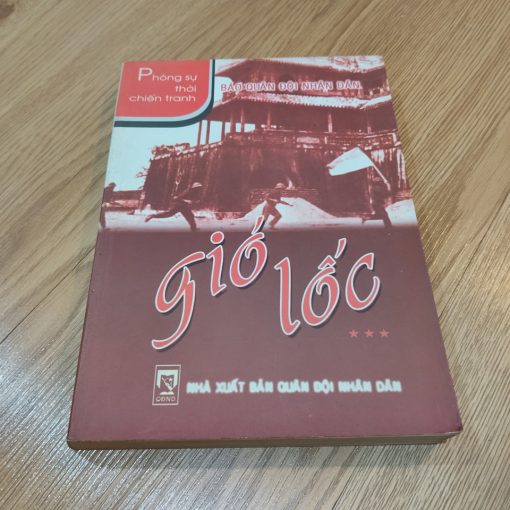 Phóng sự
thời
chiến tranh
BÁO QUÂN ĐỘI NHÂN DÂN
gió
lốc
***
QĐND
NHÀ XUẤT BẢN QUÂN ĐỘI NHÂN DÂN